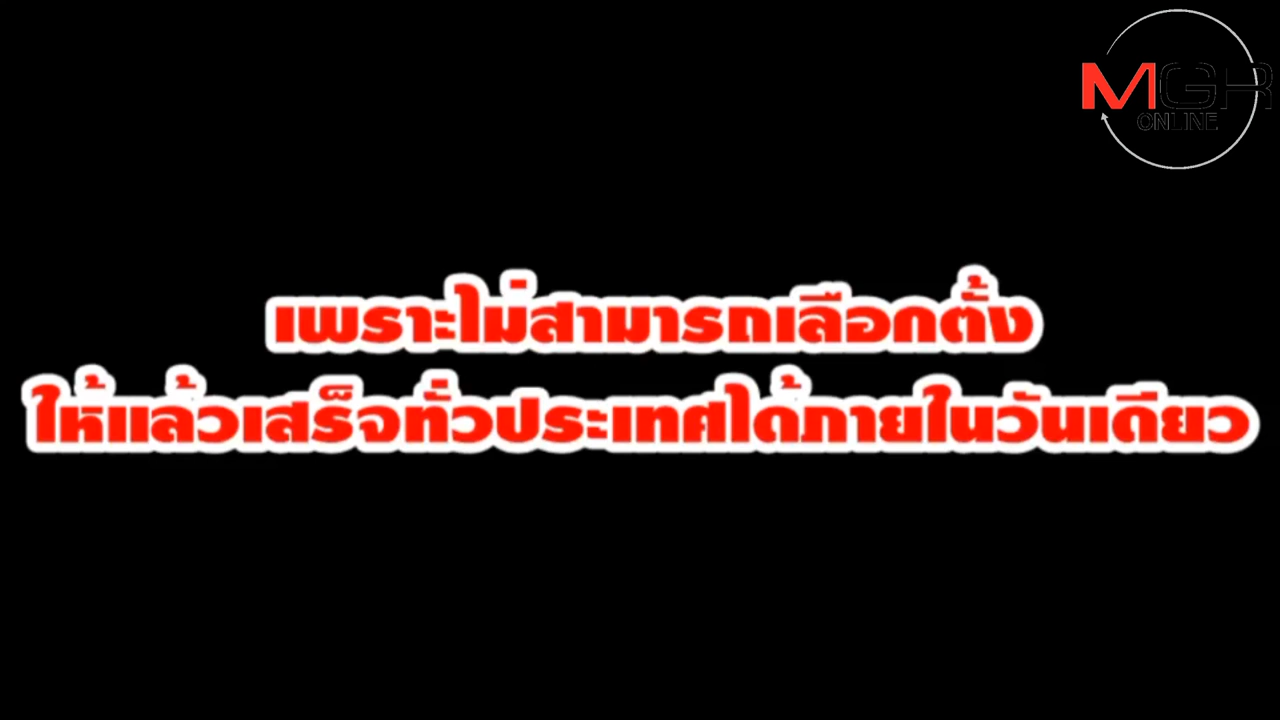 MGR
ONLINE
เพราะไม่สามารถเลือกตั้ง
ให้แล้วเสร็จทั่วประเทศได้ภายในวันเดียว